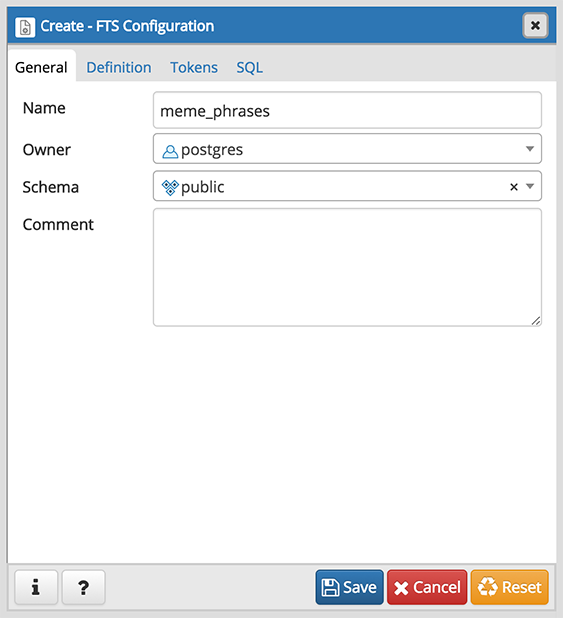 Create - FTS Configuration
General Definition Tokens SQL
Name meme_phrases
Owner postgres
Schema public
Comment
i ? Save Cancel Reset